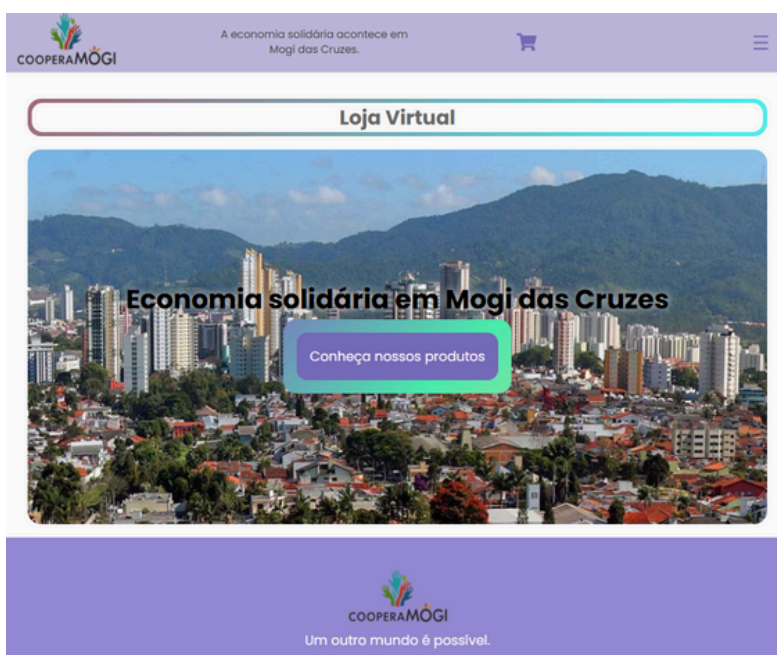 COOPERAMOGI
A economia solidária acontece em
Mogi das Cruzes.
Loja Virtual
Economia solidária em Mogi das Cruzes
Conheça nossos produtos
COOPERAMOGI
Um outro mundo é possível.